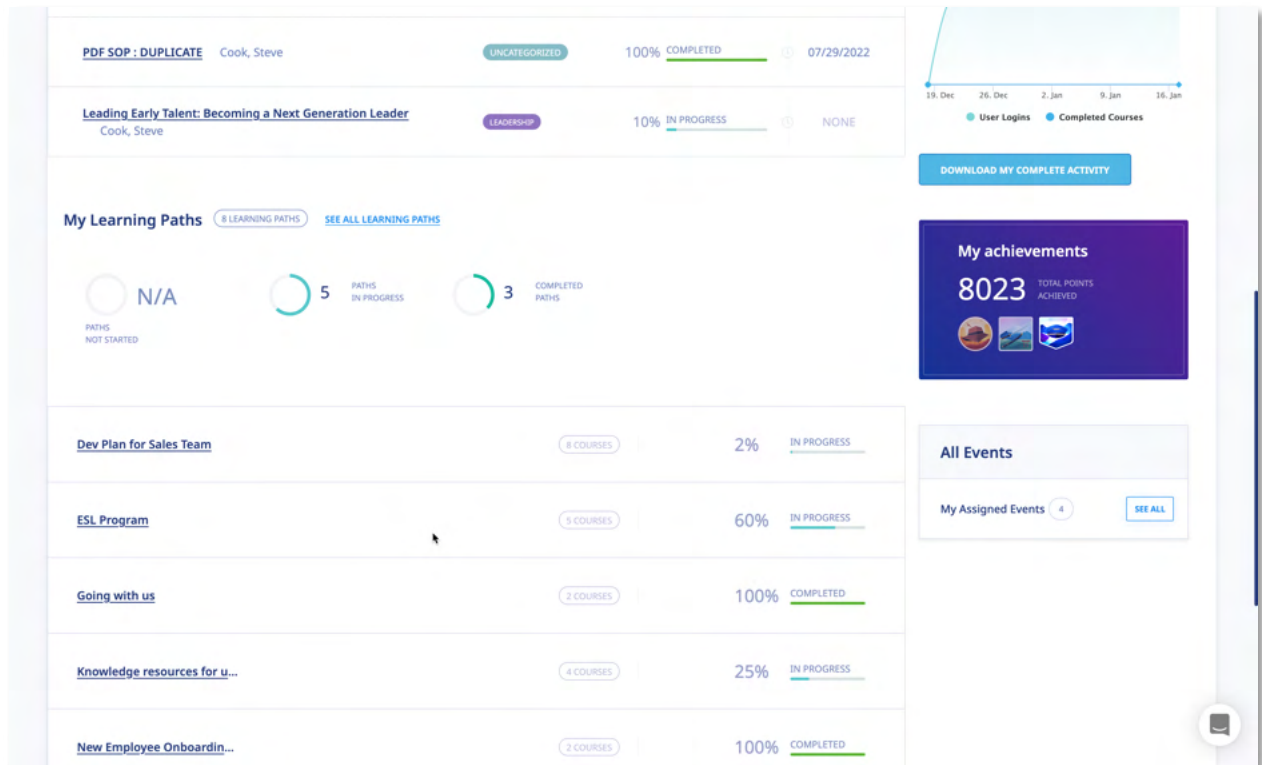 PDF SOP : DUPLICATE Cook, Steve UNCATEGORIZED 100% COMPLETED 07/29/2022
Leading Early Talent: Becoming a Next Generation Leader
Cook, Steve
LEADERSHIP 10% IN PROGRESS NONE
My Learning Paths 8 LEARNING PATHS SEE ALL LEARNING PATHS
N/A
PATHS
NOT STARTED
5 PATHS
IN PROGRESS
3 COMPLETED
PATHS
Dev Plan for Sales Team 8 COURSES 2% IN PROGRESS
ESL Program 5 COURSES 60% IN PROGRESS
Going with us 2 COURSES 100% COMPLETED
Knowledge resources for u... 4 COURSES 25% IN PROGRESS
New Employee Onboardin... 2 COURSES 100% COMPLETED
19. Dec 26. Dec 2. Jan 9. Jan 16. Jan
User Logins Completed Courses
DOWNLOAD MY COMPLETE ACTIVITY
My achievements
8023 TOTAL POINTS
ACHIEVED
All Events
My Assigned Events 4 SEE ALL